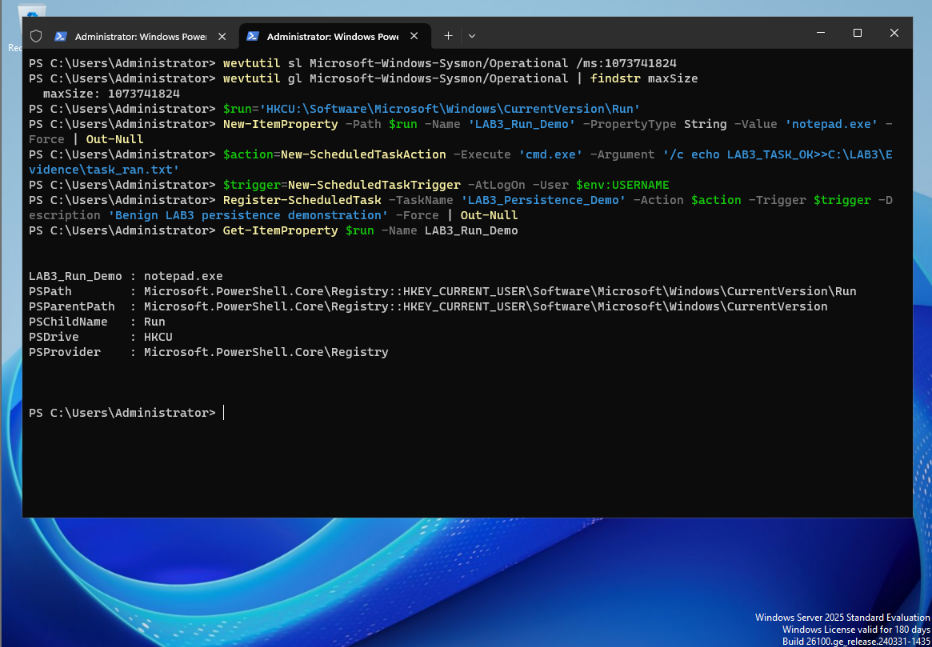 Administrator: Windows Powe
Administrator: Windows Powe
PS C:\Users\Administrator> wevtutil sl Microsoft-Windows-Sysmon/Operational /ms:1073741824
PS C:\Users\Administrator> wevtutil gl Microsoft-Windows-Sysmon/Operational | findstr maxSize
  maxSize: 1073741824
PS C:\Users\Administrator> $run='HKCU:\Software\Microsoft\Windows\CurrentVersion\Run'
PS C:\Users\Administrator> New-ItemProperty -Path $run -Name 'LAB3_Run_Demo' -PropertyType String -Value 'notepad.exe' -
Force | Out-Null
PS C:\Users\Administrator> $action=New-ScheduledTaskAction -Execute 'cmd.exe' -Argument '/c echo LAB3_TASK_OK>>C:\LAB3\E
vidence\task_ran.txt'
PS C:\Users\Administrator> $trigger=New-ScheduledTaskTrigger -AtLogOn -User $env:USERNAME
PS C:\Users\Administrator> Register-ScheduledTask -TaskName 'LAB3_Persistence_Demo' -Action $action -Trigger $trigger -D
escription 'Benign LAB3 persistence demonstration' -Force | Out-Null
PS C:\Users\Administrator> Get-ItemProperty $run -Name LAB3_Run_Demo
LAB3_Run_Demo : notepad.exe
PSPath        : Microsoft.PowerShell.Core\Registry::HKEY_CURRENT_USER\Software\Microsoft\Windows\CurrentVersion\Run
PSParentPath  : Microsoft.PowerShell.Core\Registry::HKEY_CURRENT_USER\Software\Microsoft\Windows\CurrentVersion
PSChildName   : Run
PSDrive       : HKCU
PSProvider    : Microsoft.PowerShell.Core\Registry
PS C:\Users\Administrator>
Windows Server 2025 Standard Evaluation
Windows License valid for 180 days
Build 26100.ge_release.240331-1435